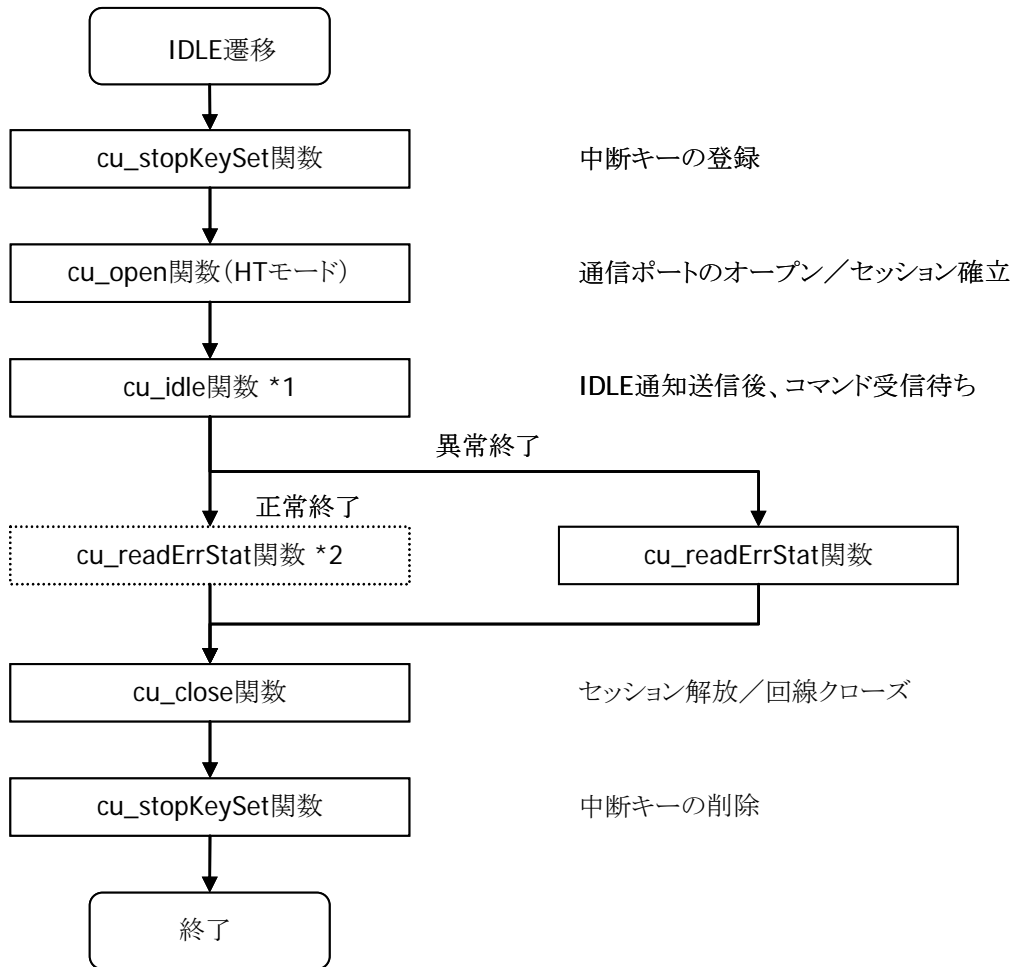 IDLE遷移
cu_stopKeySet関数
中断キーの登録
cu_open関数(HTモード)
通信ポートのオープン/セッション確立
cu_idle関数 *1
IDLE通知送信後、コマンド受信待ち
異常終了
正常終了
cu_readErrStat関数 *2
cu_readErrStat関数
cu_close関数
セッション解放/回線クローズ
cu_stopKeySet関数
中断キーの削除
終了